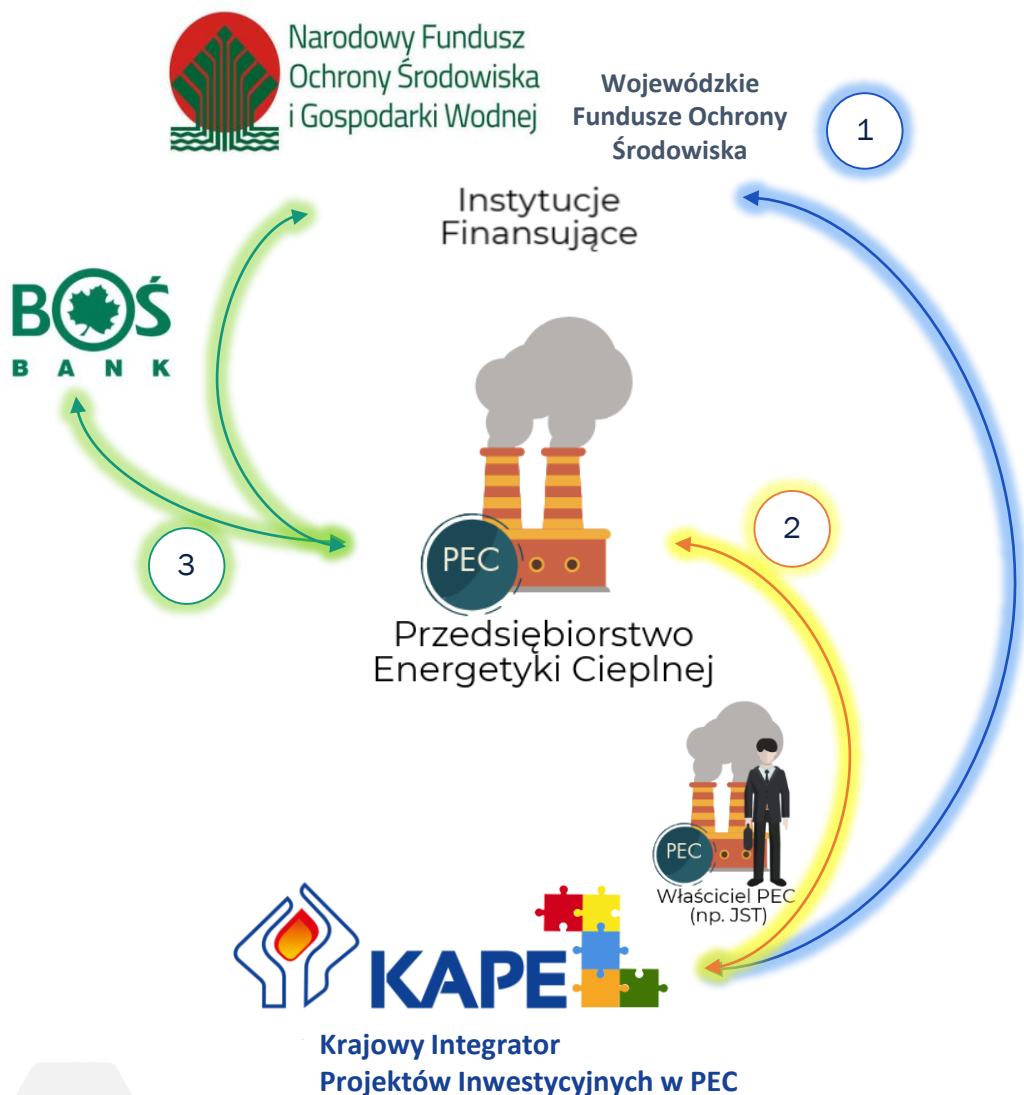 Narodowy Fundusz
Ochrony Środowiska
i Gospodarki Wodnej
Wojewódzkie
Fundusze Ochrony
Środowiska
1
Instytucje
Finansujące
BOŚ
BANK
2
3
PEC
Przedsiębiorstwo
Energetyki Cieplnej
PEC
Właściciel PEC
(np. JST)
KAPE
Krajowy Integrator
Projektów Inwestycyjnych w PEC